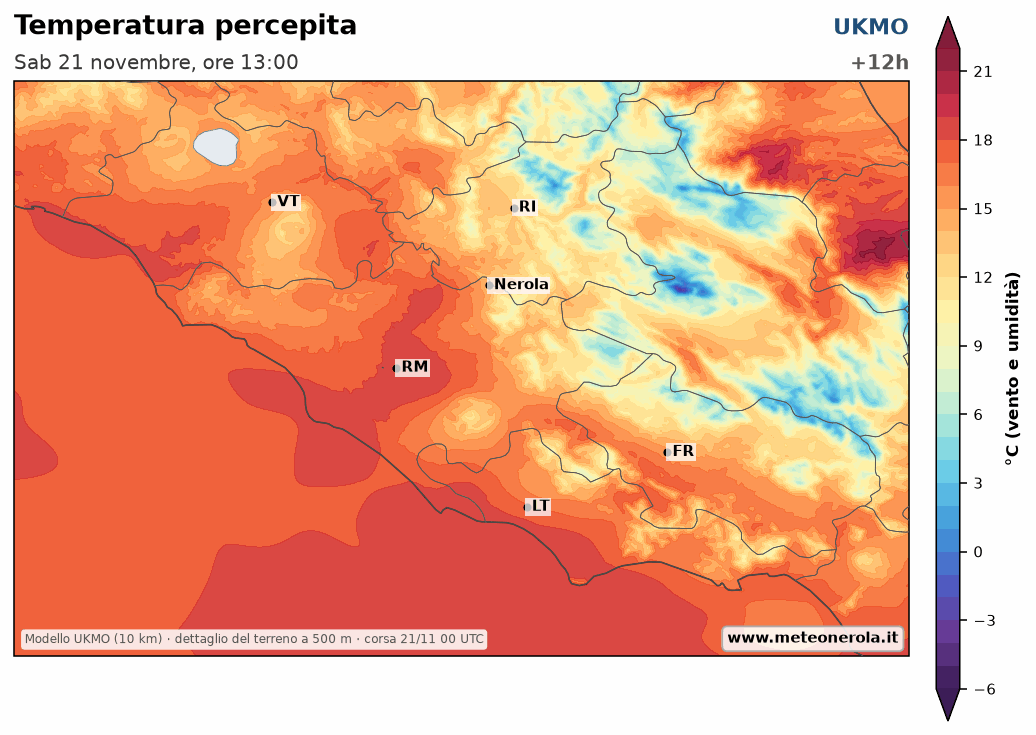 Temperatura percepita
UKMO
Sab 21 novembre, ore 13:00
+12h
VT
RI
Nerola
RM
FR
LT
Modello UKMO (10 km) · dettaglio del terreno a 500 m · corsa 21/11 00 UTC
www.meteonerola.it
21
18
15
12
9
6
3
0
−3
−6
°C (vento e umidità)